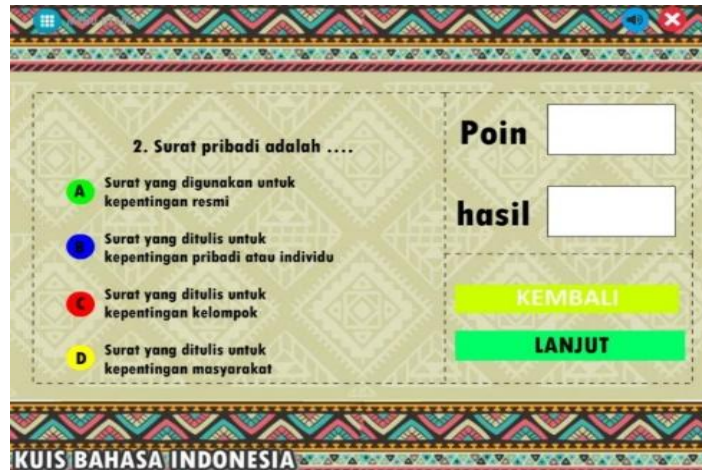 2. Surat pribadi adalah ....
A
Surat yang digunakan untuk
kepentingan resmi
B
Surat yang ditulis untuk
kepentingan pribadi atau individu
C
Surat yang ditulis untuk
kepentingan kelompok
D
Surat yang ditulis untuk
kepentingan masyarakat
Poin
hasil
KEMBALI
LANJUT
KUIS BAHASA INDONESIA